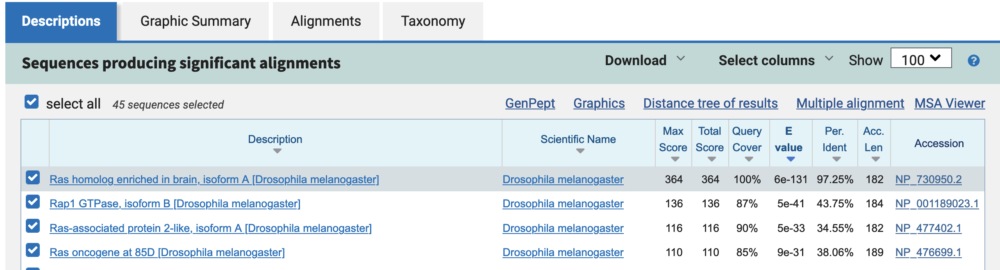 Descriptions Graphic Summary Alignments Taxonomy
Sequences producing significant alignments Download Select columns Show 100 ?
select all 45 sequences selected GenPept Graphics Distance tree of results Multiple alignment MSA Viewer
Description Scientific Name Max Score Total Score Query Cover E value Per. Ident Acc. Len Accession
Ras homolog enriched in brain, isoform A [Drosophila melanogaster] Drosophila melanogaster 364 364 100% 6e-131 97.25% 182 NP_730950.2
Rap1 GTPase, isoform B [Drosophila melanogaster] Drosophila melanogaster 136 136 87% 5e-41 43.75% 184 NP_001189023.1
Ras-associated protein 2-like, isoform A [Drosophila melanogaster] Drosophila melanogaster 116 116 90% 5e-33 34.55% 182 NP_477402.1
Ras oncogene at 85D [Drosophila melanogaster] Drosophila melanogaster 110 110 85% 9e-31 38.06% 189 NP_476699.1